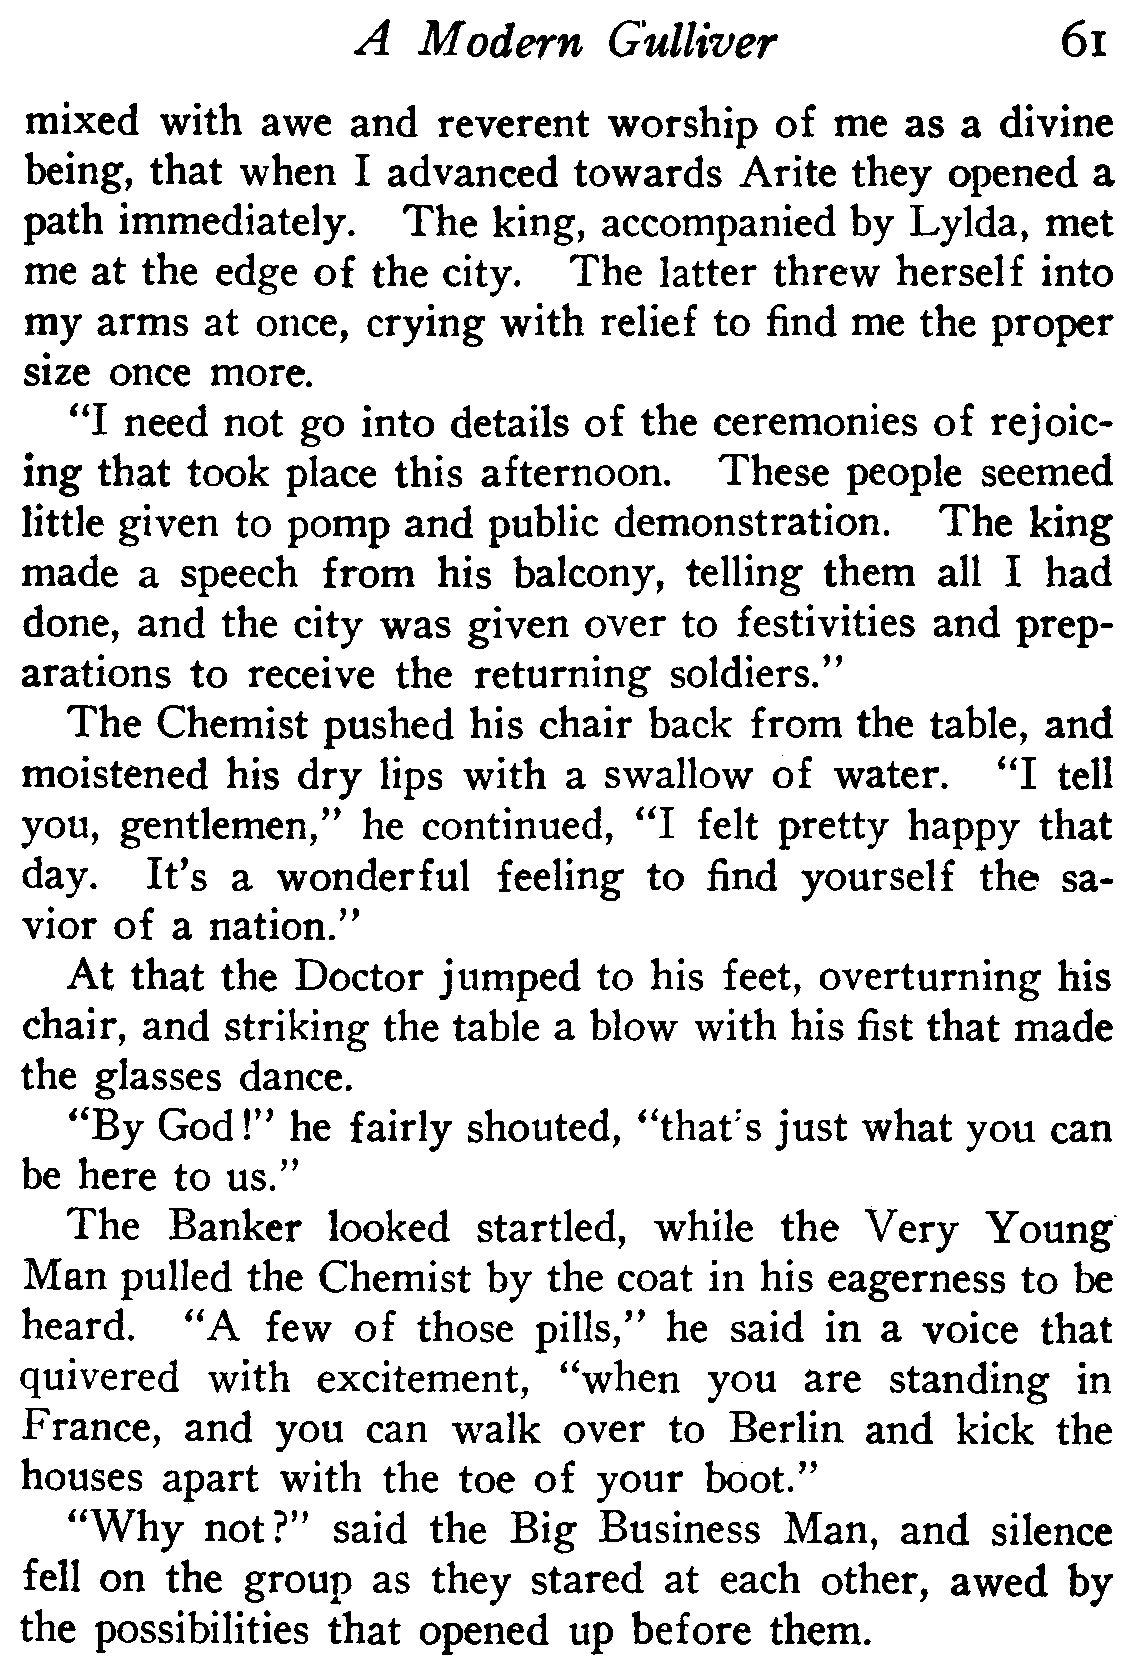 A Modern Gulliver 61
mixed with awe and reverent worship of me as a divine
being, that when I advanced towards Arite they opened a
path immediately. The king, accompanied by Lylda, met
me at the edge of the city. The latter threw herself into
my arms at once, crying with relief to find me the proper
size once more.
"I need not go into details of the ceremonies of rejoic-
ing that took place this afternoon. These people seemed
little given to pomp and public demonstration. The king
made a speech from his balcony, telling them all I had
done, and the city was given over to festivities and prep-
arations to receive the returning soldiers."
The Chemist pushed his chair back from the table, and
moistened his dry lips with a swallow of water. "I tell
you, gentlemen," he continued, "I felt pretty happy that
day. It's a wonderful feeling to find yourself the sa-
vior of a nation."
At that the Doctor jumped to his feet, overturning his
chair, and striking the table a blow with his fist that made
the glasses dance.
"By God!" he fairly shouted, "that's just what you can
be here to us."
The Banker looked startled, while the Very Young
Man pulled the Chemist by the coat in his eagerness to be
heard. "A few of those pills," he said in a voice that
quivered with excitement, "when you are standing in
France, and you can walk over to Berlin and kick the
houses apart with the toe of your boot."
"Why not?" said the Big Business Man, and silence
fell on the group as they stared at each other, awed by
the possibilities that opened up before them.